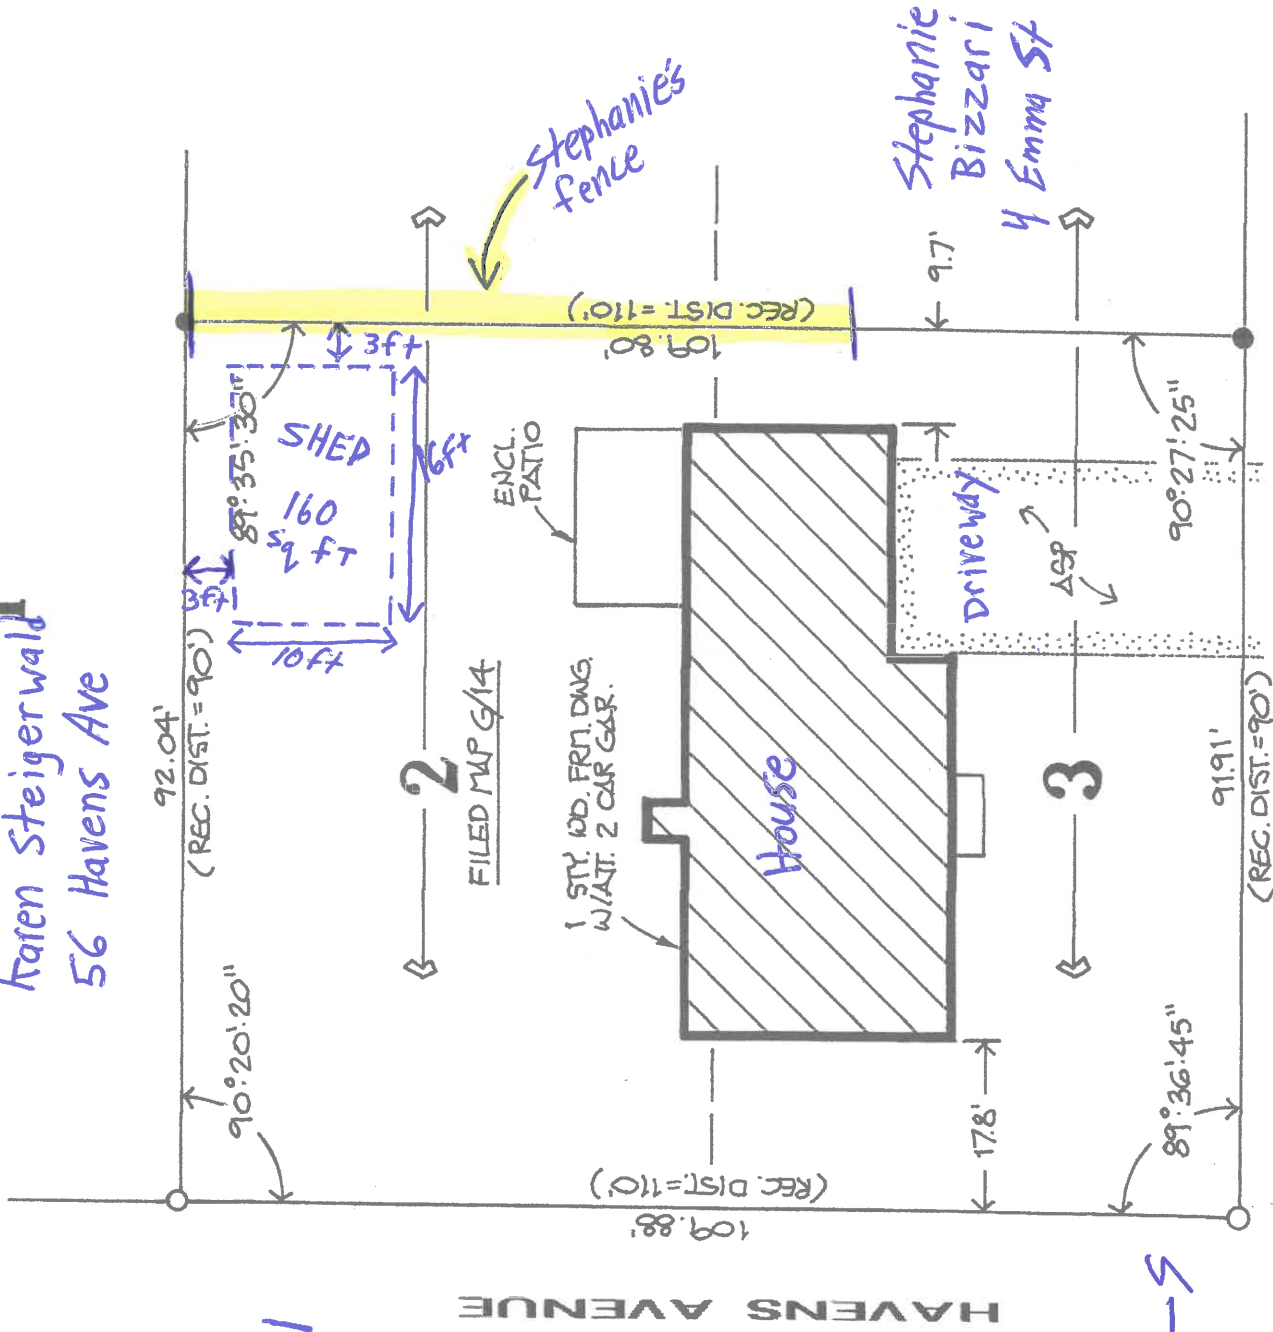 Karen Steigerwald
56 Havens Ave
92.04'
(REC. DIST. = 90')
90°20'20"
89°35'30"
3ft
3ft
SHED
160
sq fT
16ft
10ft
Stephanie's
fence
(REC. DIST. = 110')
109.80'
Stephanie
Bizzari
4 Emma St
9.7'
2
FILED MAP G/14
ENCL.
PATIO
1 STY. WD. FRM. DWG.
W/ATT. 2 CAR GAR.
House
Driveway
ASP
3
90°27'25"
89°36'45"
17.8'
91.91'
(REC. DIST. = 90')
(REC. DIST. = 110')
109.88'
HAVENS AVENUE